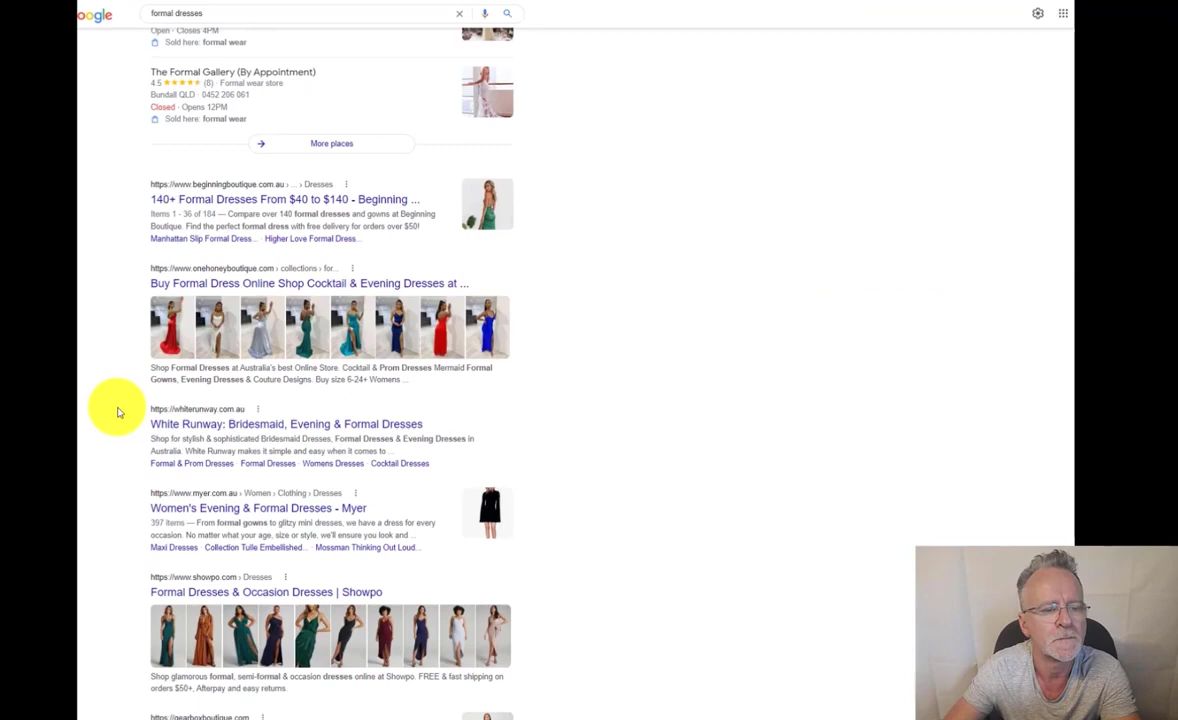 oogle
formal dresses
Open · Closes 4PM
Sold here: formal wear
The Formal Gallery (By Appointment)
4.5 (8) · Formal wear store
Bundall QLD · 0452 206 061
Closed · Opens 12PM
Sold here: formal wear
More places
https://www.beginningboutique.com.au › ... › Dresses
140+ Formal Dresses From $40 to $140 - Beginning ...
Items 1 - 36 of 184 — Compare over 140 formal dresses and gowns at Beginning
Boutique. Find the perfect formal dress with free delivery for orders over $50!
Manhattan Slip Formal Dress... · Higher Love Formal Dress...
https://www.onehoneyboutique.com › collections › for...
Buy Formal Dress Online Shop Cocktail & Evening Dresses at ...
Shop Formal Dresses at Australia's best Online Store. Cocktail & Prom Dresses Mermaid Formal
Gowns, Evening Dresses & Couture Designs. Buy size 6-24+ Womens ...
https://whiterunway.com.au
White Runway: Bridesmaid, Evening & Formal Dresses
Shop for stylish & sophisticated Bridesmaid Dresses, Formal Dresses & Evening Dresses in
Australia. White Runway makes it simple and easy when it comes to ...
Formal & Prom Dresses · Formal Dresses · Womens Dresses · Cocktail Dresses
https://www.myer.com.au › Women › Clothing › Dresses
Women's Evening & Formal Dresses - Myer
397 items — From formal gowns to glitzy mini dresses, we have a dress for every
occasion. No matter what your age, size or style, we'll ensure you look and ...
Maxi Dresses · Collection Tulle Embellished... · Mossman Thinking Out Loud...
https://www.showpo.com › Dresses
Formal Dresses & Occasion Dresses | Showpo
Shop glamorous formal, semi-formal & occasion dresses online at Showpo. FREE & fast shipping on
orders $50+, Afterpay and easy returns.
https://gearboxboutique.com